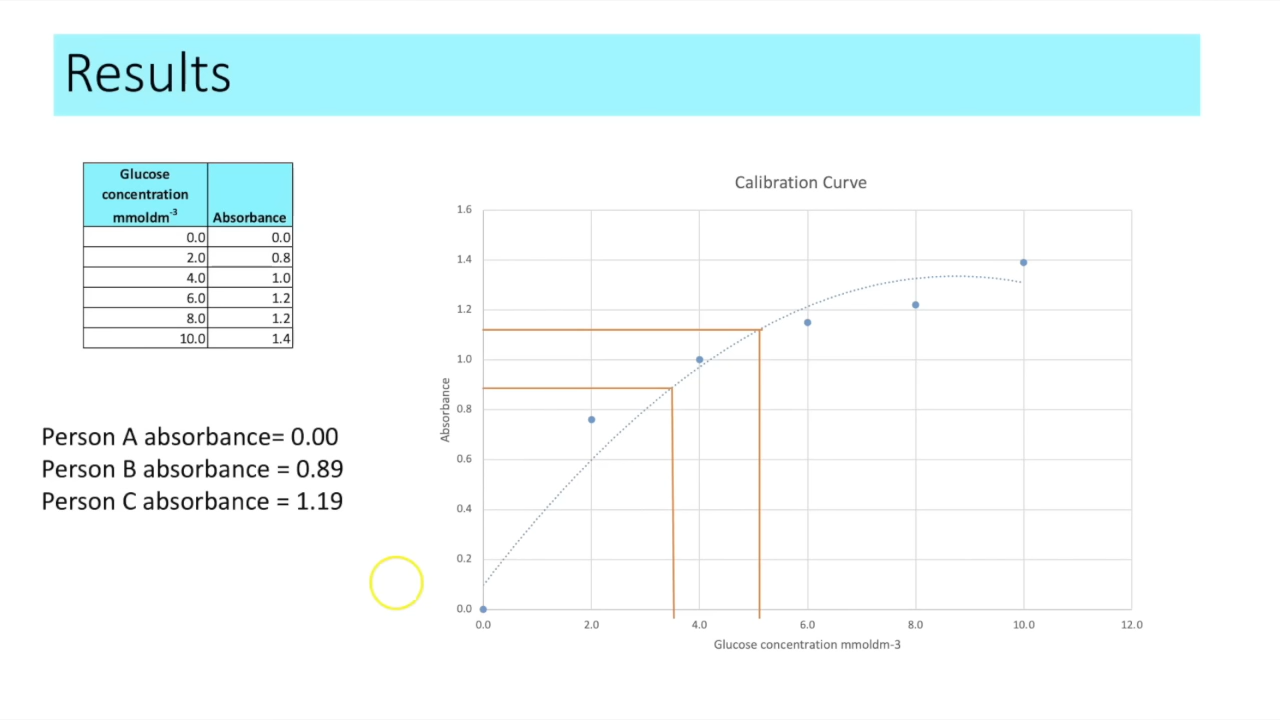 Results
Glucose
concentration
mmoldm-3 Absorbance
0.0 0.0
2.0 0.8
4.0 1.0
6.0 1.2
8.0 1.2
10.0 1.4
Person A absorbance= 0.00
Person B absorbance = 0.89
Person C absorbance = 1.19
Calibration Curve
1.6
1.4
1.2
1.0
0.8
0.6
0.4
0.2
0.0
Absorbance
0.0 2.0 4.0 6.0 8.0 10.0 12.0
Glucose concentration mmoldm-3